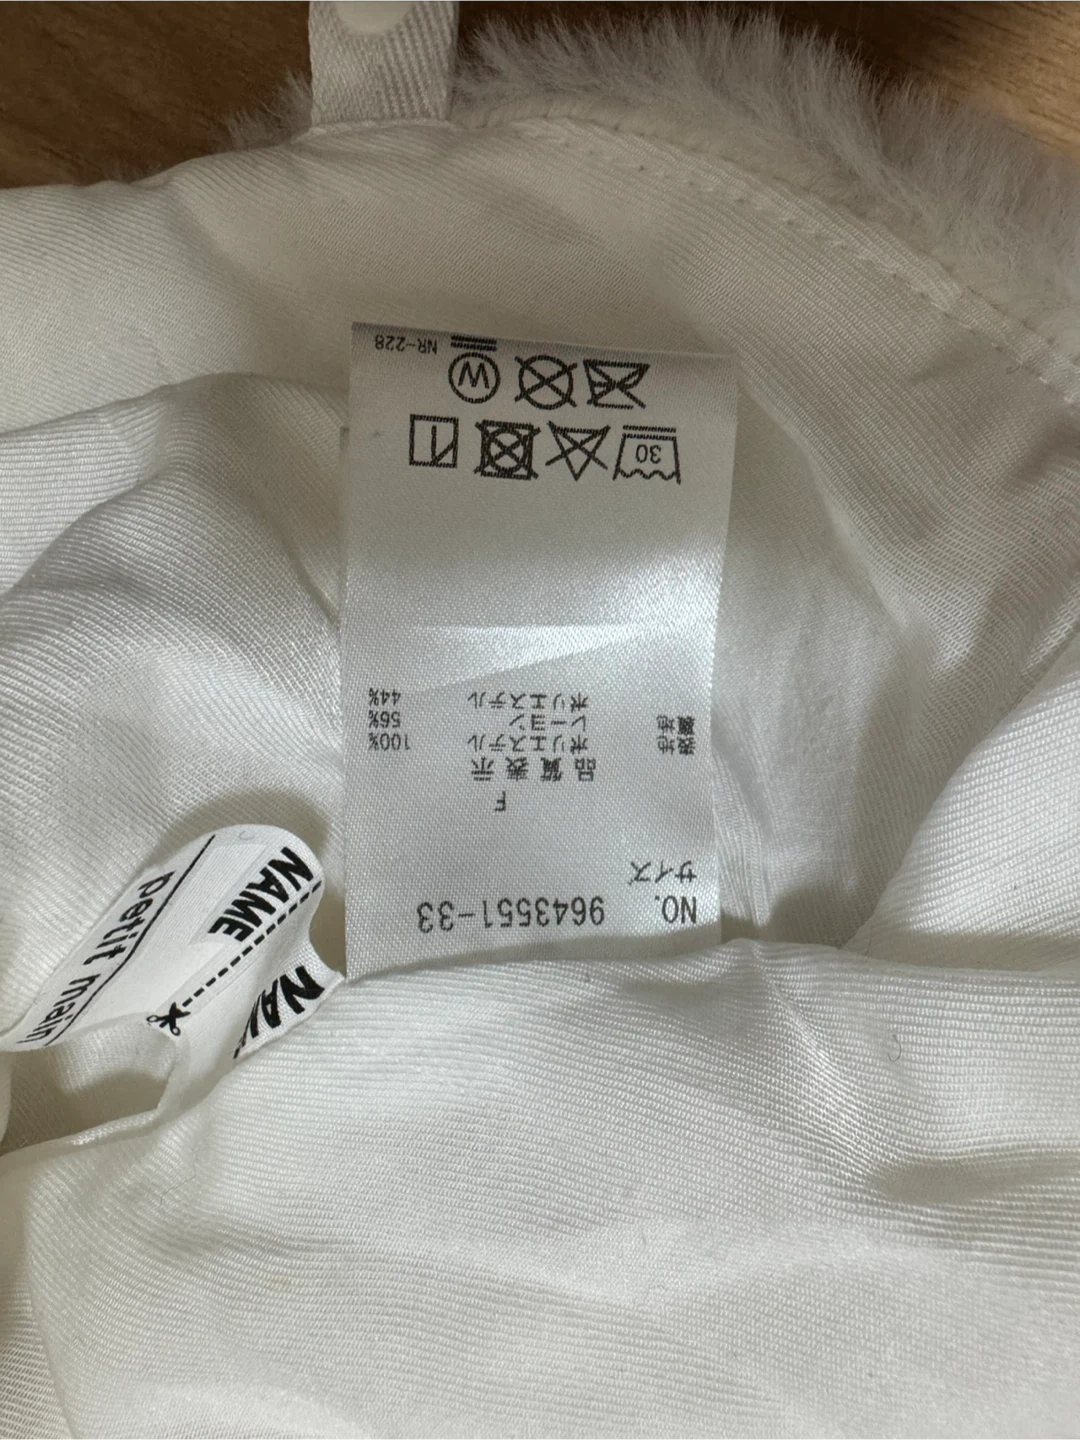 NO. 9643551-33
サイズ
F
品質表示
表地 ポリエステル 100%
裏地 レーヨン 56%
ポリエステル 44%
30
W
NR-228
NAME
petit main